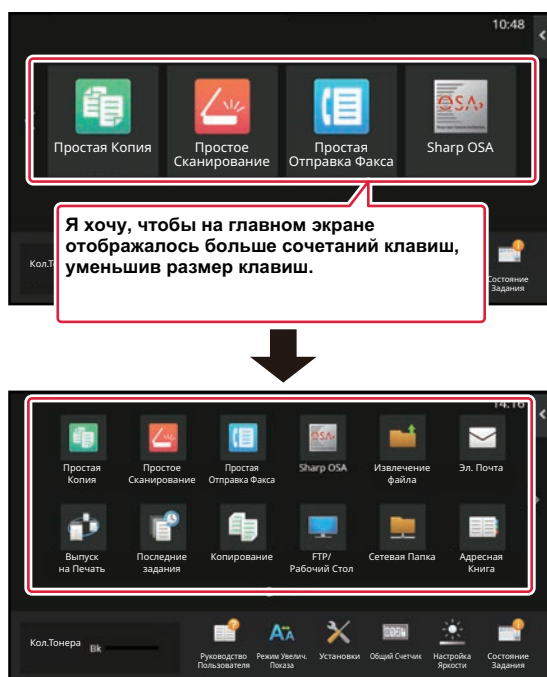 10:48
Простая Копия
Простое
Сканирование
Простая
Отправка Факса
OSA
Sharp OSA
Я хочу, чтобы на главном экране
отображалось больше сочетаний клавиш,
уменьшив размер клавиш.
Состояние
Задания
14:16
Простая
Копия
Простое
Сканирование
Простая
Отправка Факса
OSA
Sharp OSA
Извлечение
файла
Эл. Почта
Выпуск
на Печать
Последние
задания
Копирование
FTP/
Рабочий Стол
Сетевая Папка
Адресная
Книга
Кол.Тонера
Bk
Руководство
Пользователя
Режим Увелич.
Показа
Установки
Общий Счетчик
Настройка
Яркости
Состояние
Задания